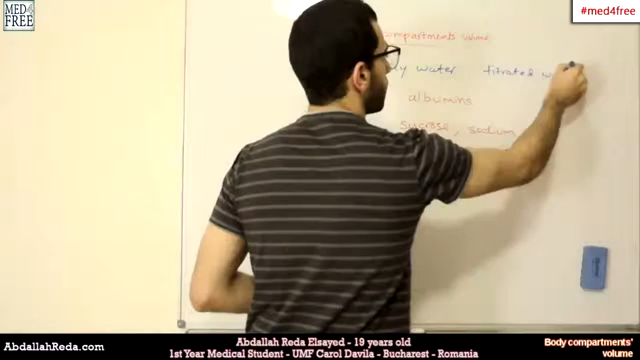 MED
4
FREE
#med4free
compartments volume
water titrated w
albumins
sucrose, sodium
AbdallahReda.com
Abdallah Reda Elsayed - 19 years old
1st Year Medical Student - UMF Carol Davila - Bucharest - Romania
Body compartments'
volume